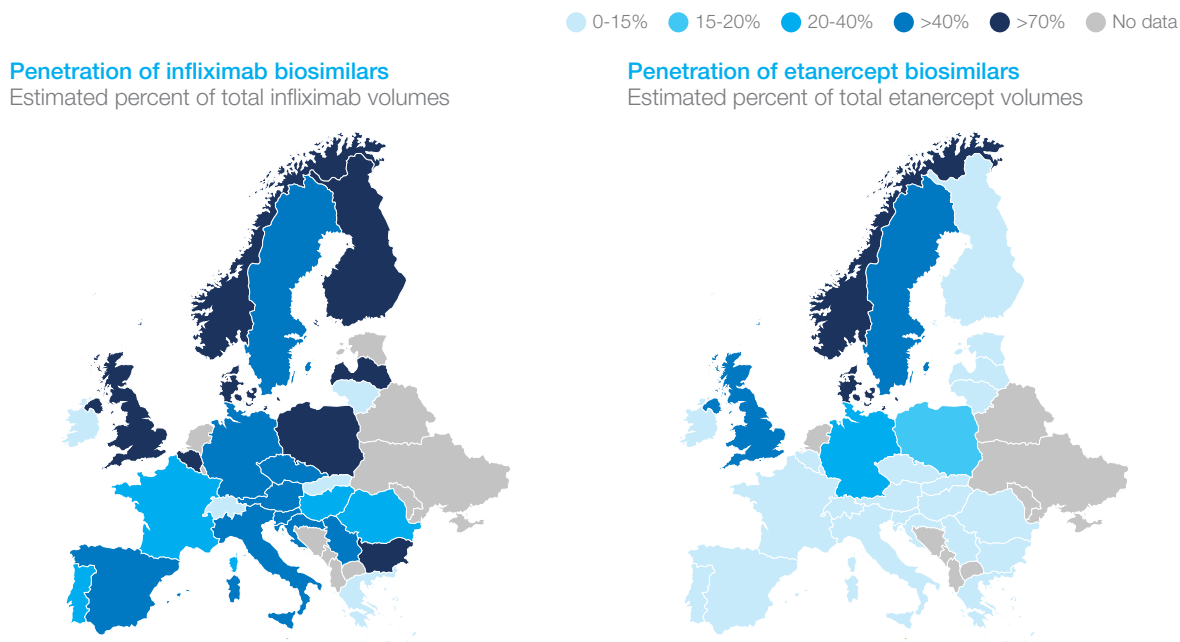 0-15% 15-20% 20-40% >40% >70% No data
Penetration of infliximab biosimilars
Estimated percent of total infliximab volumes
Penetration of etanercept biosimilars
Estimated percent of total etanercept volumes